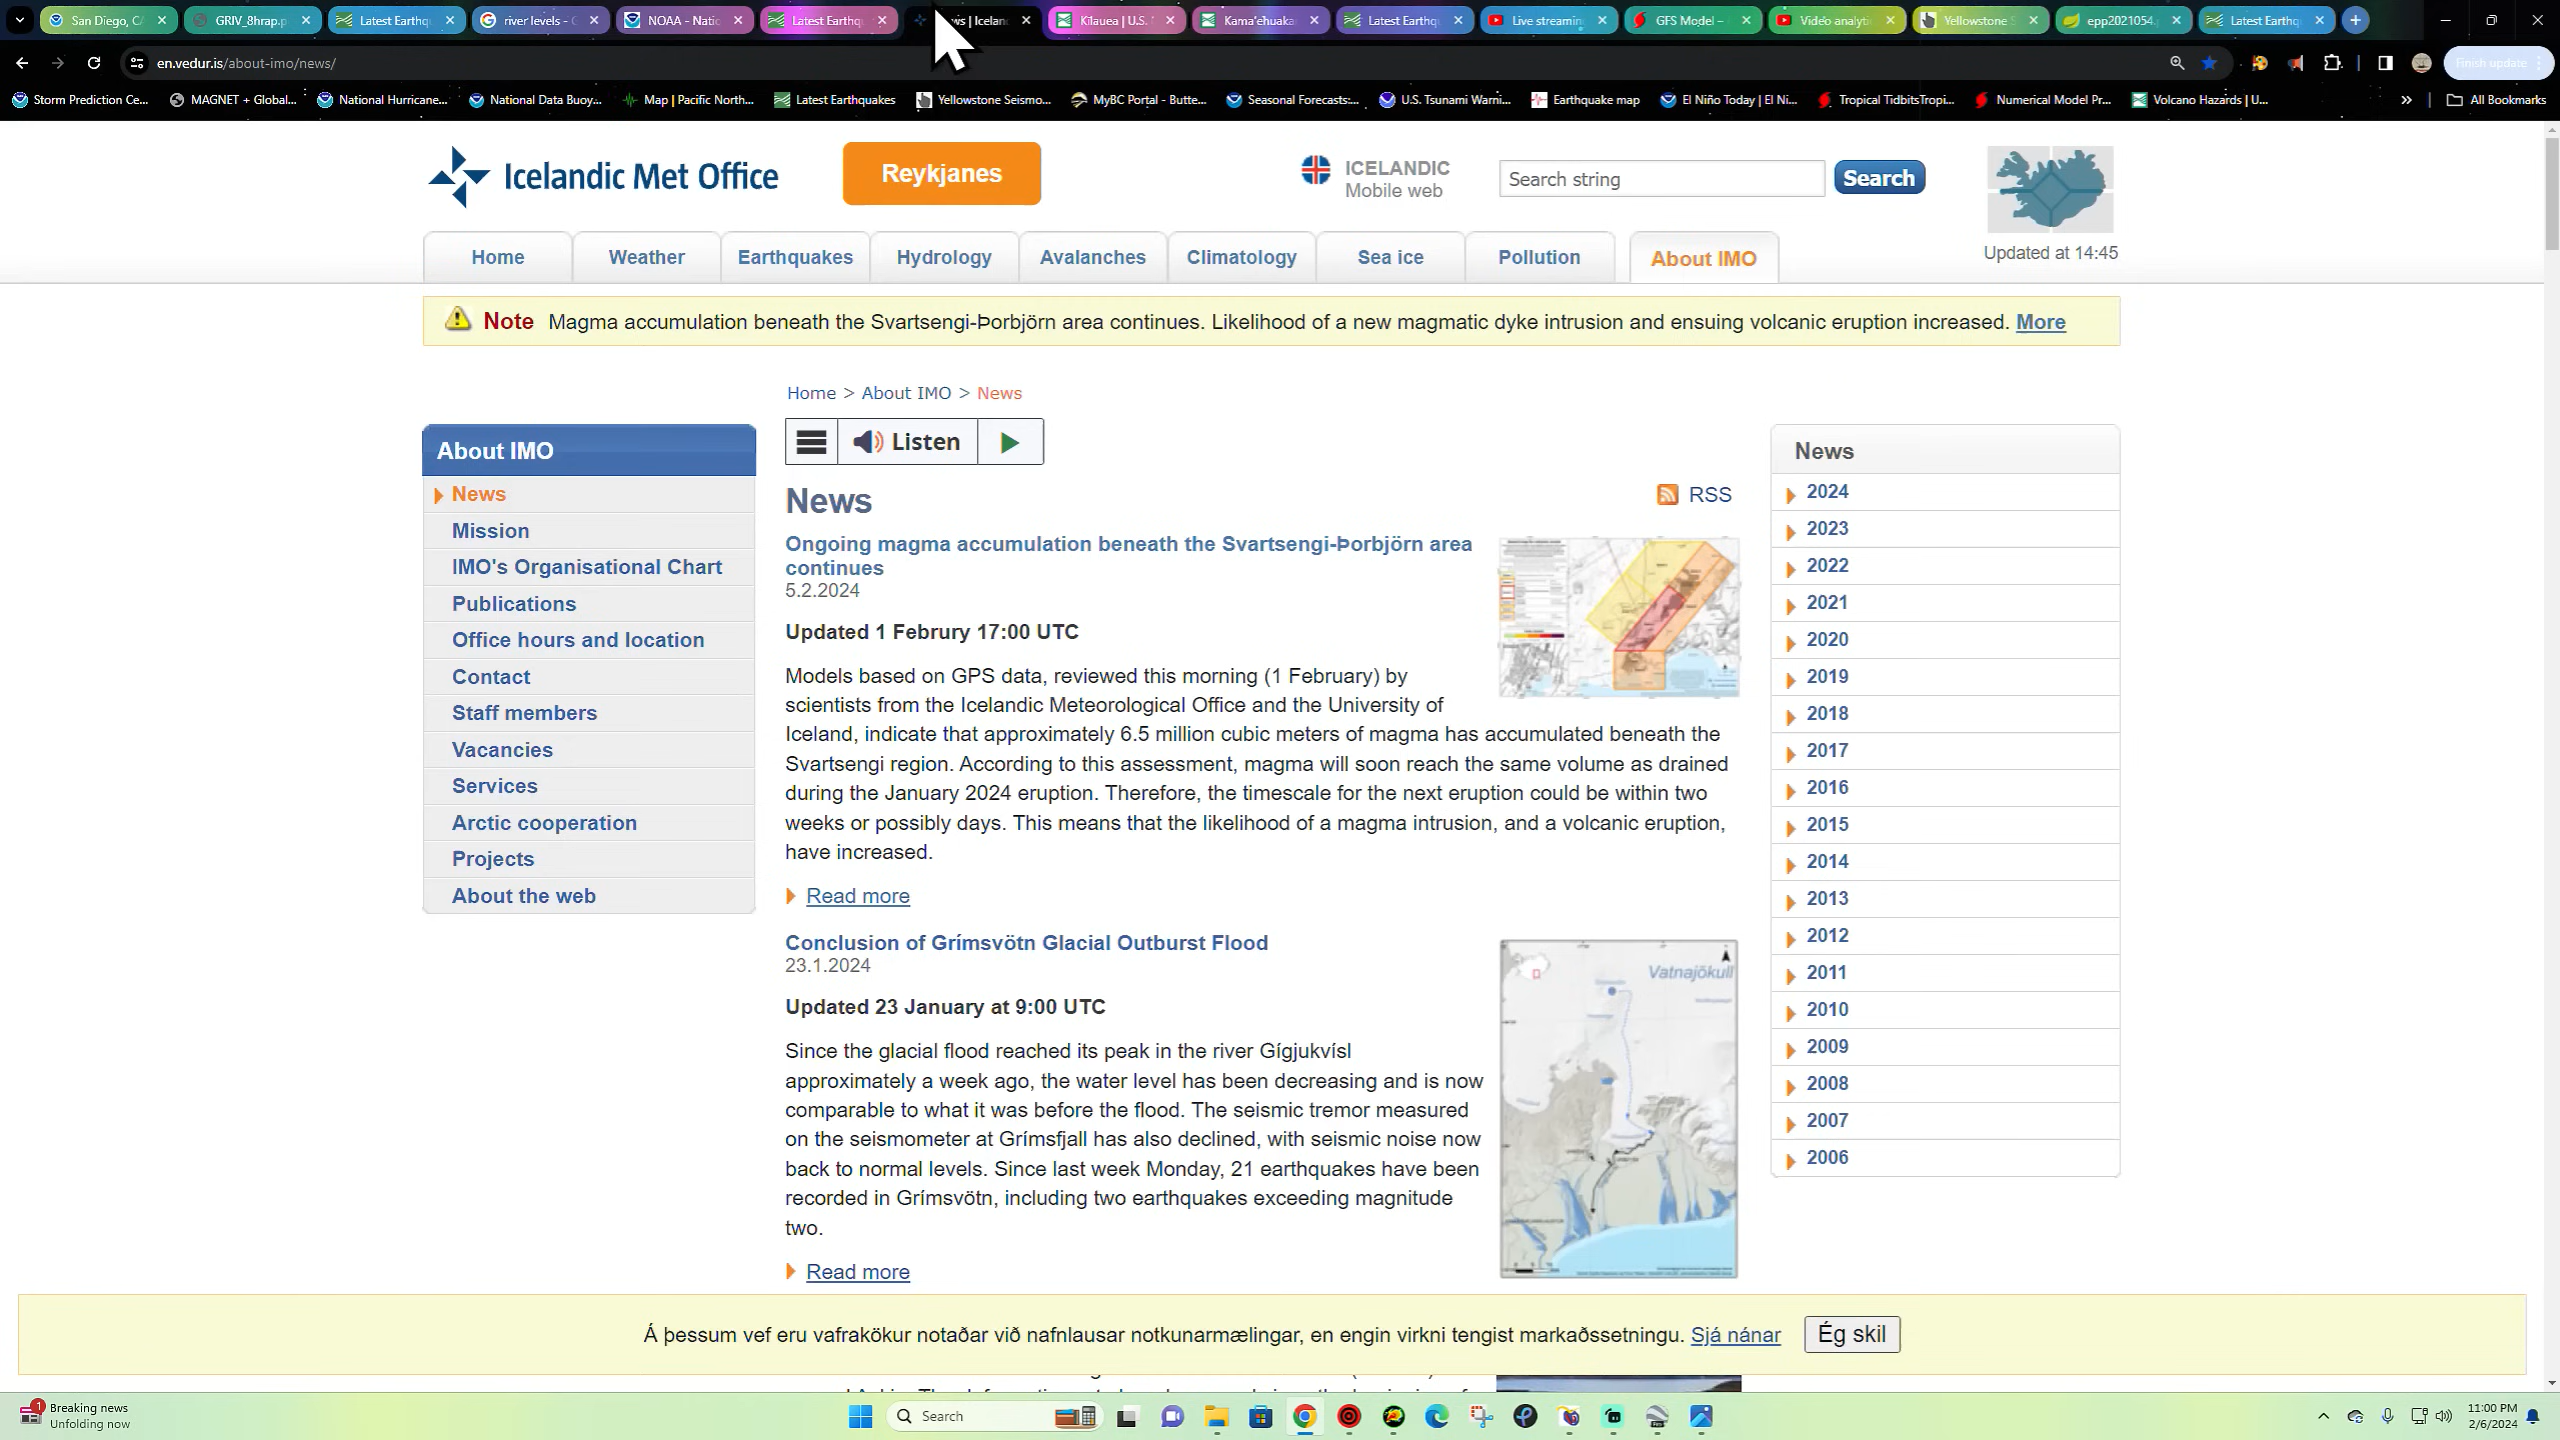 San Diego, CA
GRIV_8hrap.p
Latest Earthq
river levels - G
NOAA - Natio
Latest Earthqu
Iceland
Kilauea | U.S.
Kama'ehuaka
Latest Earthq
Live streamin
GFS Model –
Video analytic
Yellowstone S
epp2021054.
Latest Earthq
en.vedur.is/about-imo/news/
Finish update
Storm Prediction Ce...
MAGNET + Global...
National Hurricane...
National Data Buoy...
Map | Pacific North...
Latest Earthquakes
Yellowstone Seismo...
MyBC Portal - Butte...
Seasonal Forecasts:...
U.S. Tsunami Warni...
Earthquake map
El Niño Today | El Ni...
Tropical TidbitsTropi...
Numerical Model Pr...
Volcano Hazards | U...
All Bookmarks
Icelandic Met Office
Reykjanes
ICELANDIC
Mobile web
Search string
Search
Updated at 14:45
Home
Weather
Earthquakes
Hydrology
Avalanches
Climatology
Sea ice
Pollution
About IMO
Note Magma accumulation beneath the Svartsengi-Þorbjörn area continues. Likelihood of a new magmatic dyke intrusion and ensuing volcanic eruption increased. More
Home > About IMO > News
About IMO
News
Mission
IMO's Organisational Chart
Publications
Office hours and location
Contact
Staff members
Vacancies
Services
Arctic cooperation
Projects
About the web
Listen
News
RSS
Ongoing magma accumulation beneath the Svartsengi-Þorbjörn area
continues
5.2.2024
Updated 1 Februry 17:00 UTC
Models based on GPS data, reviewed this morning (1 February) by
scientists from the Icelandic Meteorological Office and the University of
Iceland, indicate that approximately 6.5 million cubic meters of magma has accumulated beneath the
Svartsengi region. According to this assessment, magma will soon reach the same volume as drained
during the January 2024 eruption. Therefore, the timescale for the next eruption could be within two
weeks or possibly days. This means that the likelihood of a magma intrusion, and a volcanic eruption,
have increased.
Read more
Conclusion of Grímsvötn Glacial Outburst Flood
23.1.2024
Updated 23 January at 9:00 UTC
Since the glacial flood reached its peak in the river Gígjukvísl
approximately a week ago, the water level has been decreasing and is now
comparable to what it was before the flood. The seismic tremor measured
on the seismometer at Grímsfjall has also declined, with seismic noise now
back to normal levels. Since last week Monday, 21 earthquakes have been
recorded in Grímsvötn, including two earthquakes exceeding magnitude
two.
Read more
Vatnajökull
News
2024
2023
2022
2021
2020
2019
2018
2017
2016
2015
2014
2013
2012
2011
2010
2009
2008
2007
2006
Á þessum vef eru vafrakökur notaðar við nafnlausar notkunarmælingar, en engin virkni tengist markaðssetningu. Sjá nánar
Ég skil
1
Breaking news
Unfolding now
Search
11:00 PM
2/6/2024